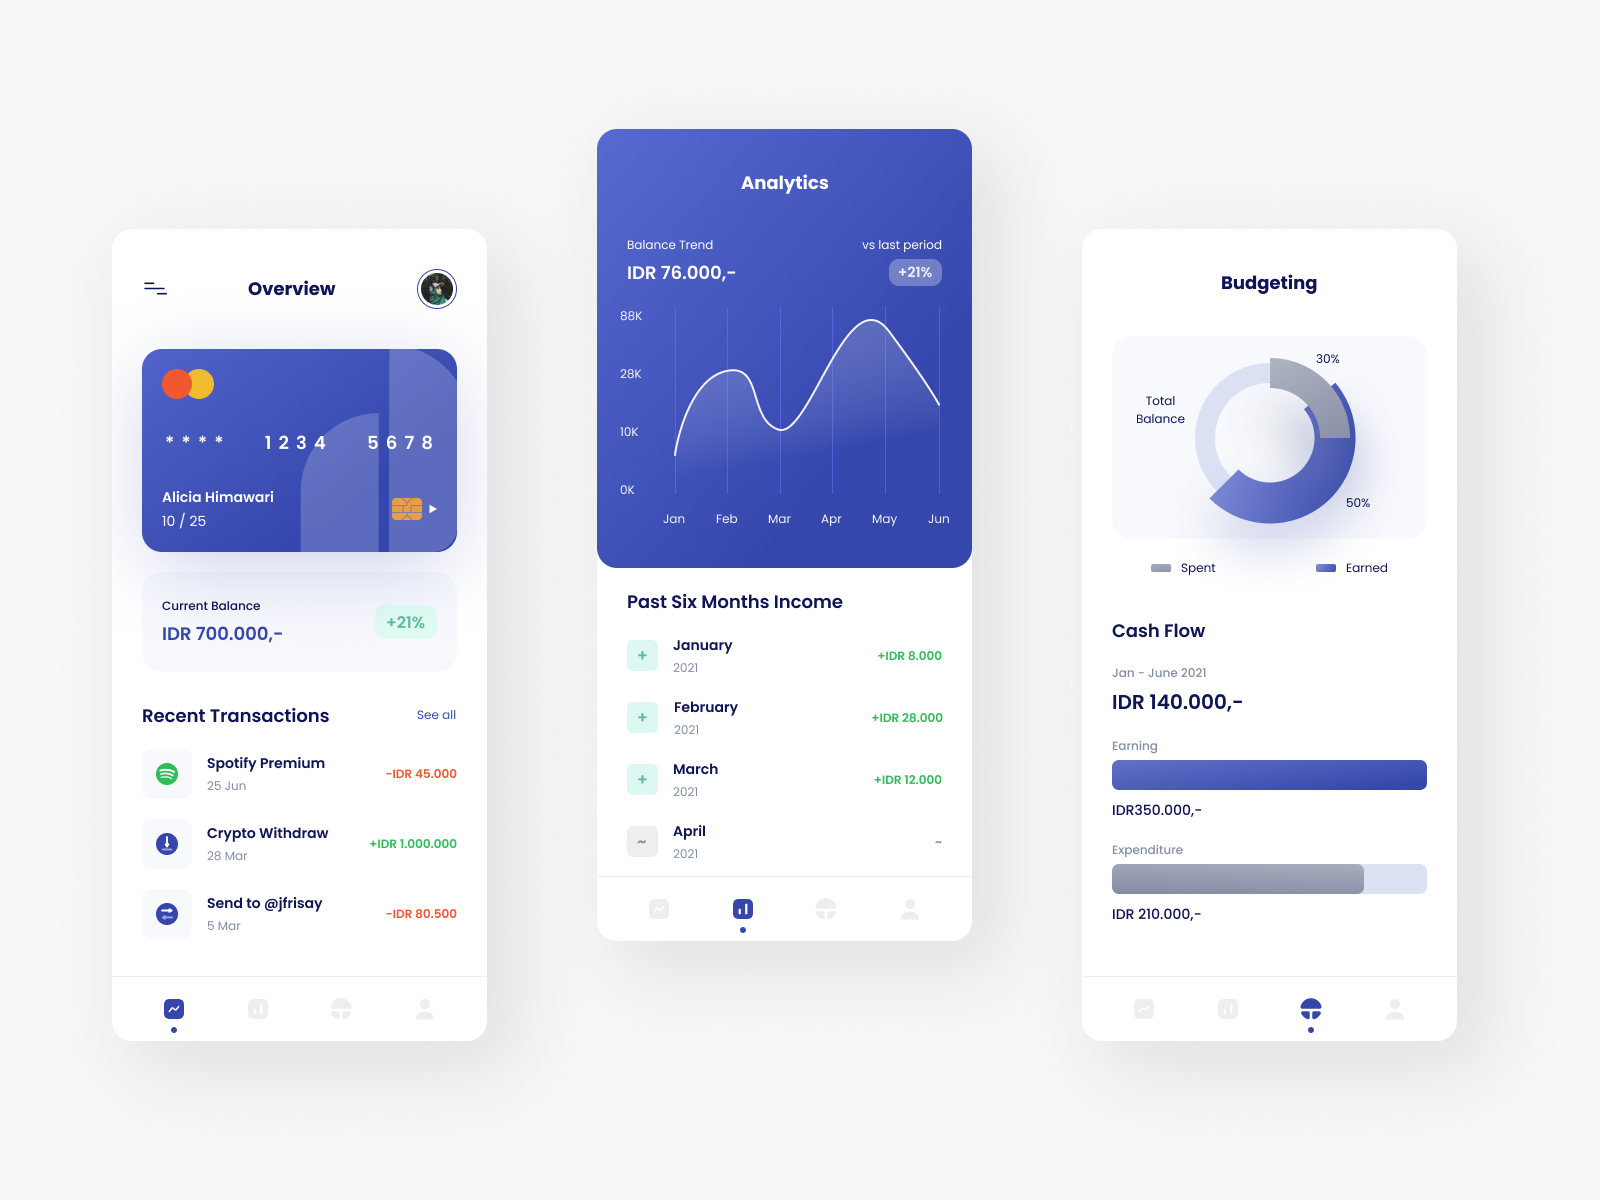 Overview
* * * * 1 2 3 4 5 6 7 8
Alicia Himawari
10 / 25
Current Balance
IDR 700.000,-
+21%
Recent Transactions
See all
Spotify Premium
25 Jun
-IDR 45.000
Crypto Withdraw
28 Mar
+IDR 1.000.000
Send to @jfrisay
5 Mar
-IDR 80.500
Analytics
Balance Trend
vs last period
IDR 76.000,-
+21%
88K
28K
10K
0K
Jan Feb Mar Apr May Jun
Past Six Months Income
+
January
2021
+IDR 8.000
+
February
2021
+IDR 28.000
+
March
2021
+IDR 12.000
~
April
2021
~
Budgeting
30%
Total
Balance
50%
Spent
Earned
Cash Flow
Jan - June 2021
IDR 140.000,-
Earning
IDR350.000,-
Expenditure
IDR 210.000,-